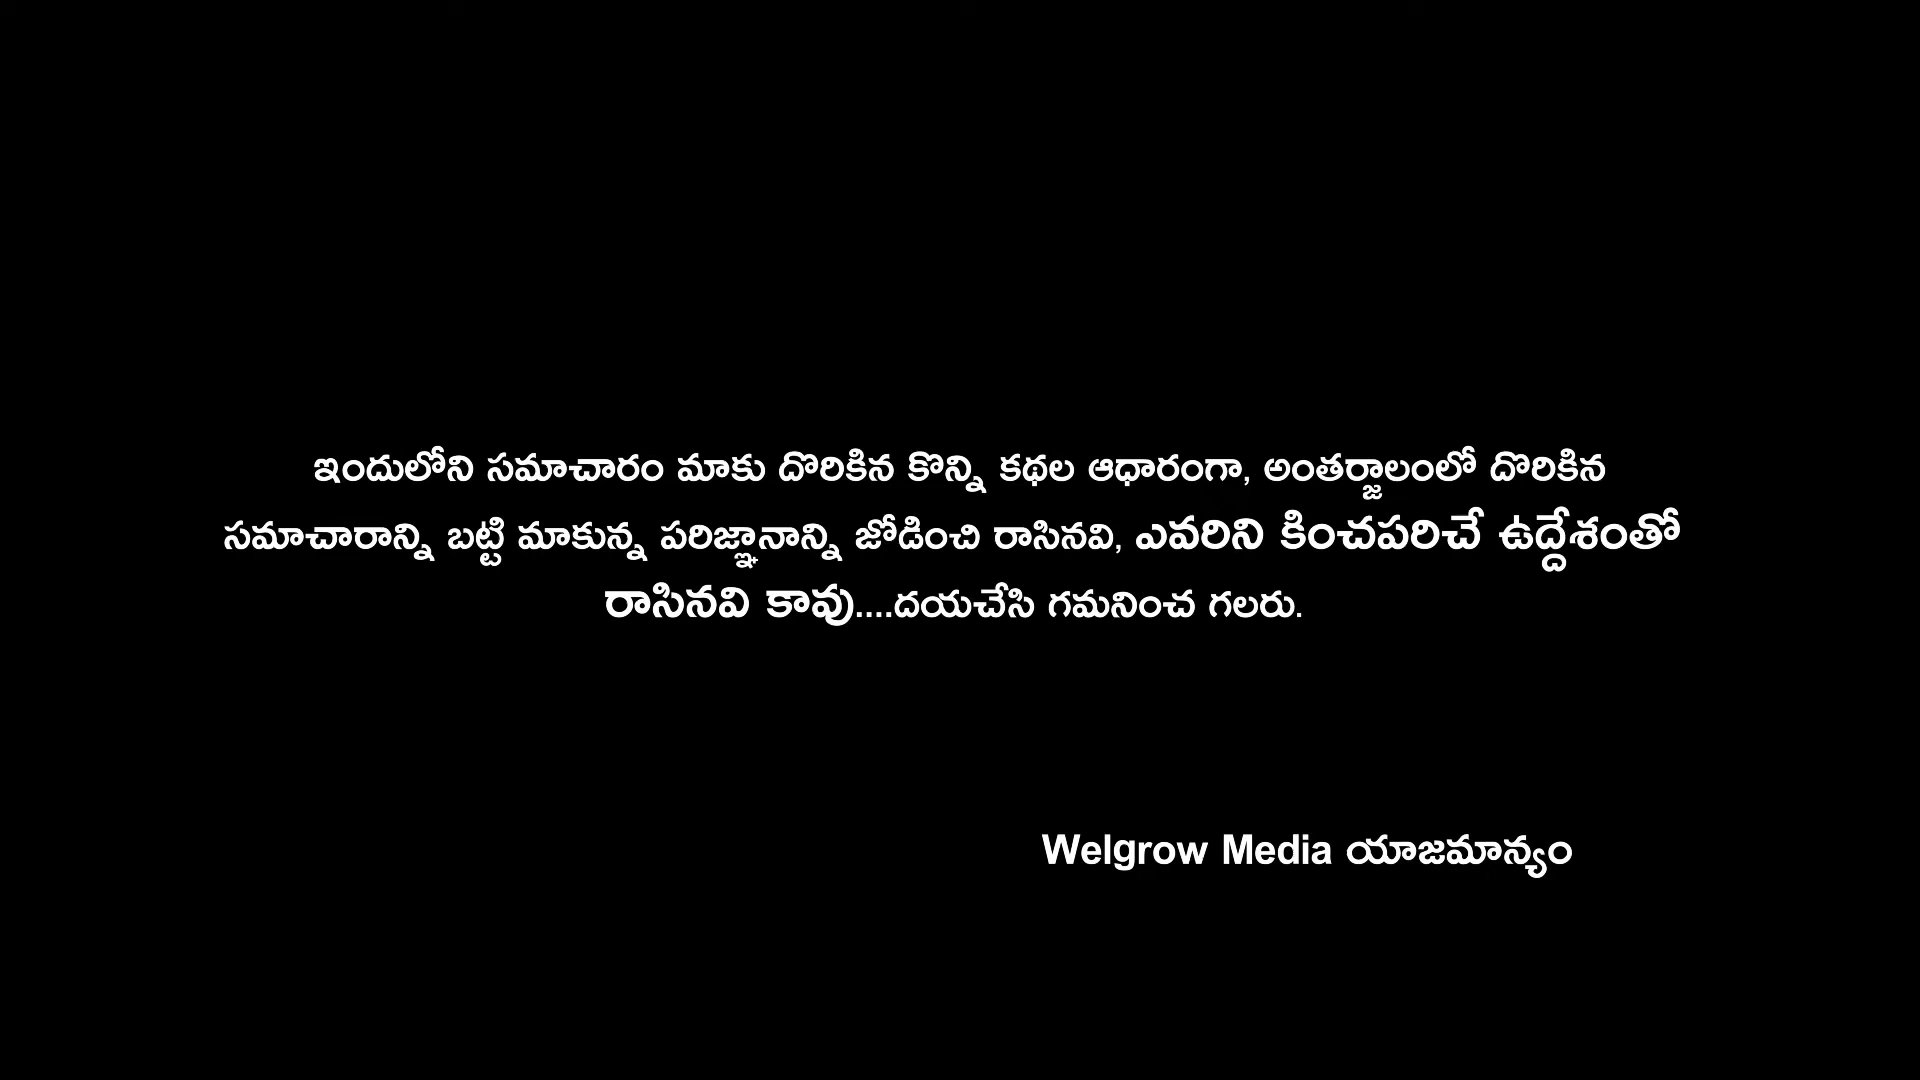 ఇందులోని సమాచారం మాకు దొరికిన కొన్ని కథల ఆధారంగా, అంతర్జాలంలో దొరికిన
సమాచారాన్ని బట్టి మాకున్న పరిజ్ఞానాన్ని జోడించి రాసినవి, ఎవరిని కించపరిచే ఉద్దేశంతో
రాసినవి కావు....దయచేసి గమనించ గలరు.
Welgrow Media యాజమాన్యం